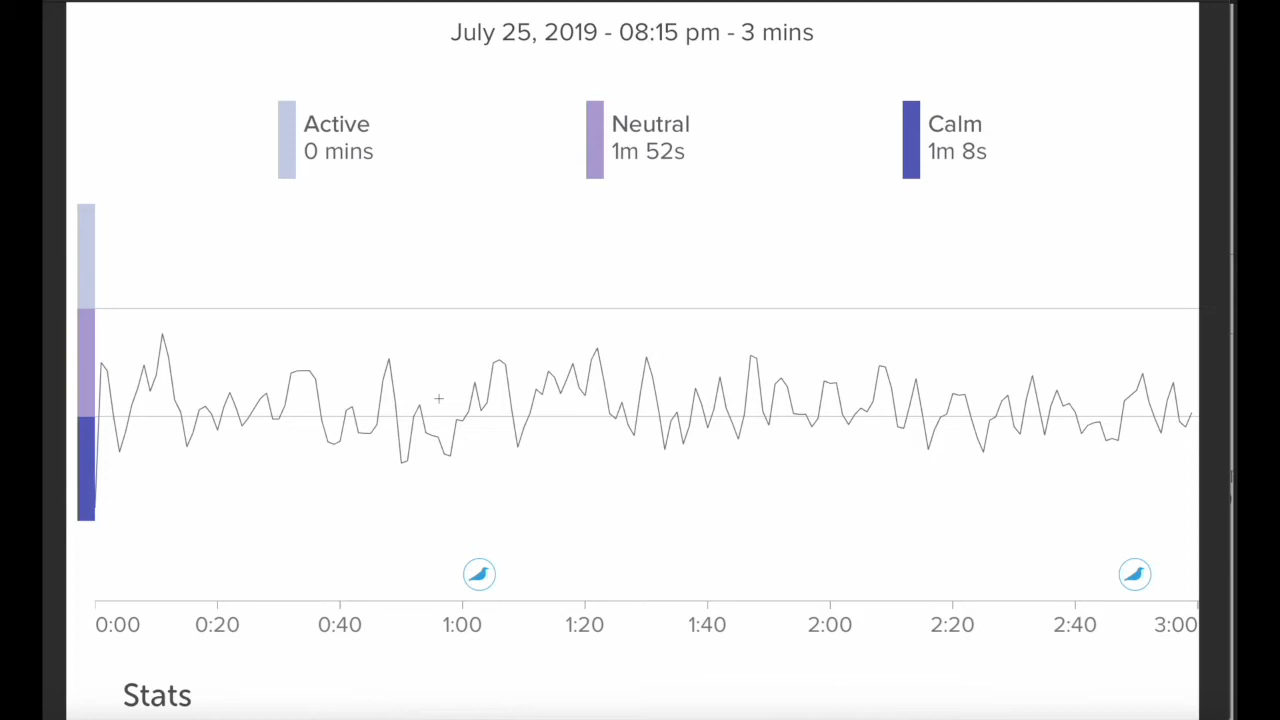 July 25, 2019 - 08:15 pm - 3 mins
Active
0 mins
Neutral
1m 52s
Calm
1m 8s
0:00 0:20 0:40 1:00 1:20 1:40 2:00 2:20 2:40 3:00
Stats